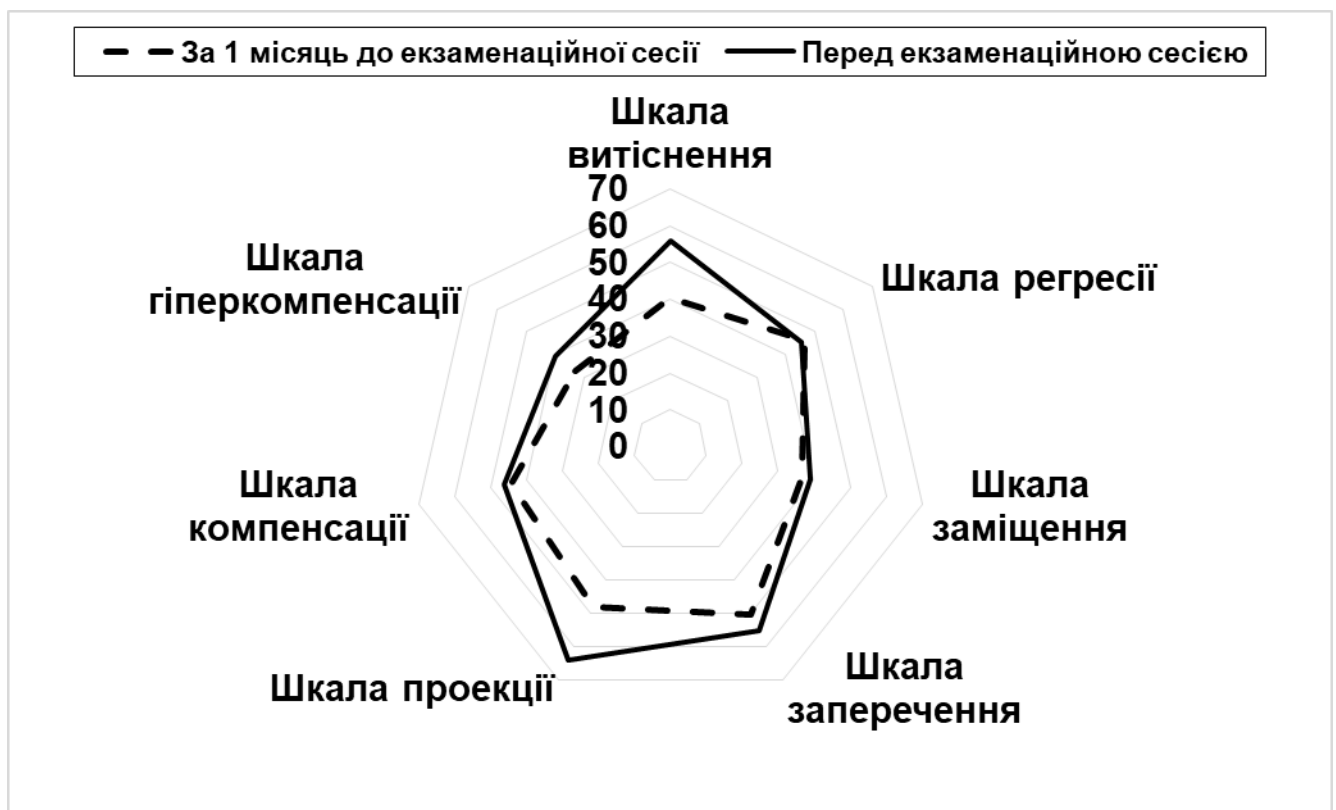 За 1 місяць до екзаменаційної сесії
Перед екзаменаційною сесією
Шкала
витіснення
70
60
50
40
30
20
10
0
Шкала регресії
Шкала
заміщення
Шкала
заперечення
Шкала проекції
Шкала
компенсації
Шкала
гіперкомпенсації